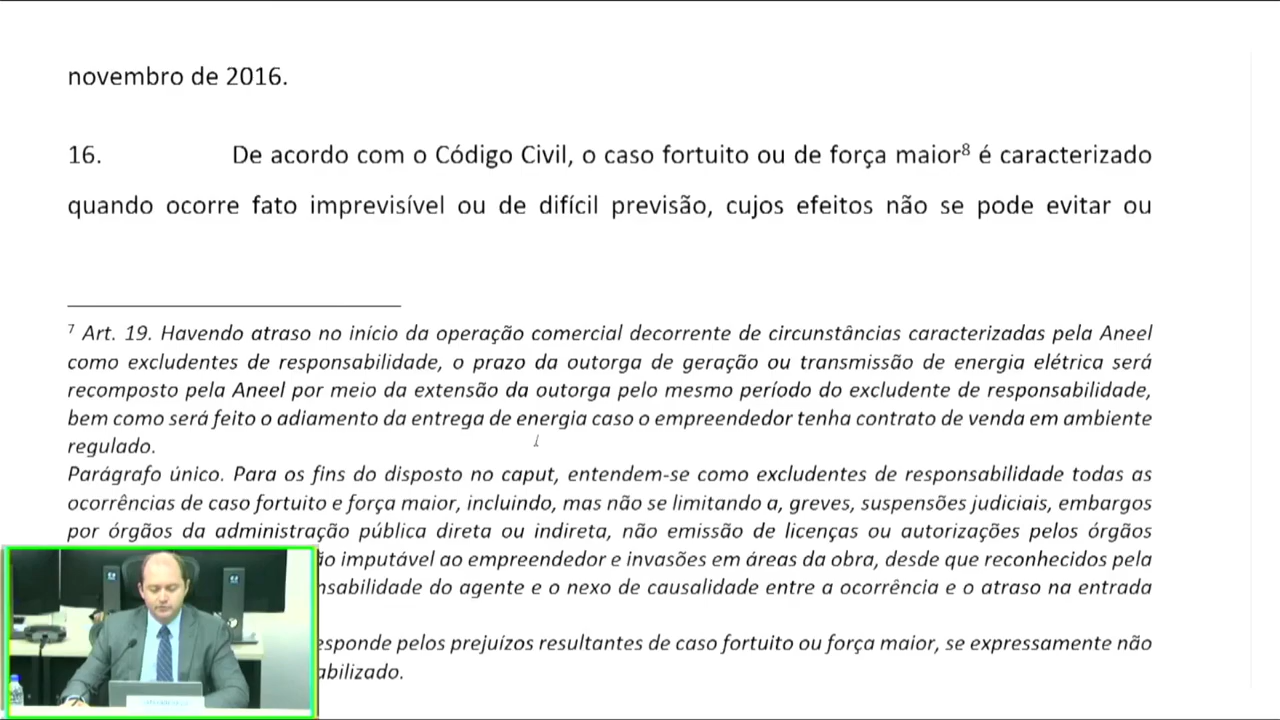 novembro de 2016.
16. De acordo com o Código Civil, o caso fortuito ou de força maior⁸ é caracterizado
quando ocorre fato imprevisível ou de difícil previsão, cujos efeitos não se pode evitar ou
⁷ Art. 19. Havendo atraso no início da operação comercial decorrente de circunstâncias caracterizadas pela Aneel
como excludentes de responsabilidade, o prazo da outorga de geração ou transmissão de energia elétrica será
recomposto pela Aneel por meio da extensão da outorga pelo mesmo período do excludente de responsabilidade,
bem como será feito o adiamento da entrega de energia caso o empreendedor tenha contrato de venda em ambiente
regulado.
Parágrafo único. Para os fins do disposto no caput, entendem-se como excludentes de responsabilidade todas as
ocorrências de caso fortuito e força maior, incluindo, mas não se limitando a, greves, suspensões judiciais, embargos
por órgãos da administração pública direta ou indireta, não emissão de licenças ou autorizações pelos órgãos
ão imputável ao empreendedor e invasões em áreas da obra, desde que reconhecidos pela
nsabilidade do agente e o nexo de causalidade entre a ocorrência e o atraso na entrada
esponde pelos prejuízos resultantes de caso fortuito ou força maior, se expressamente não
abilizado.